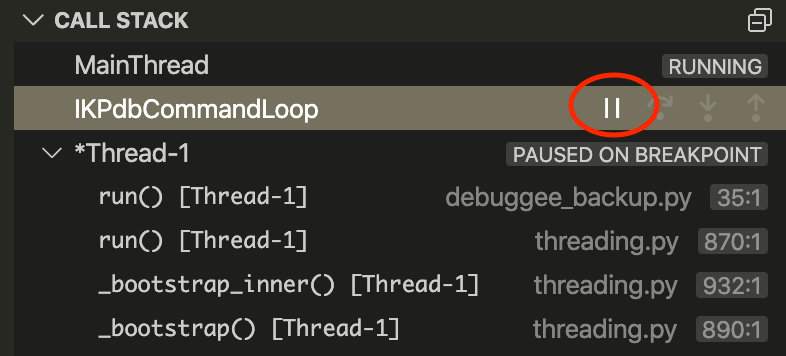 CALL STACK
MainThread RUNNING
IKPdbCommandLoop
*Thread-1 PAUSED ON BREAKPOINT
run() [Thread-1] debuggee_backup.py 35:1
run() [Thread-1] threading.py 870:1
_bootstrap_inner() [Thread-1] threading.py 932:1
_bootstrap() [Thread-1] threading.py 890:1